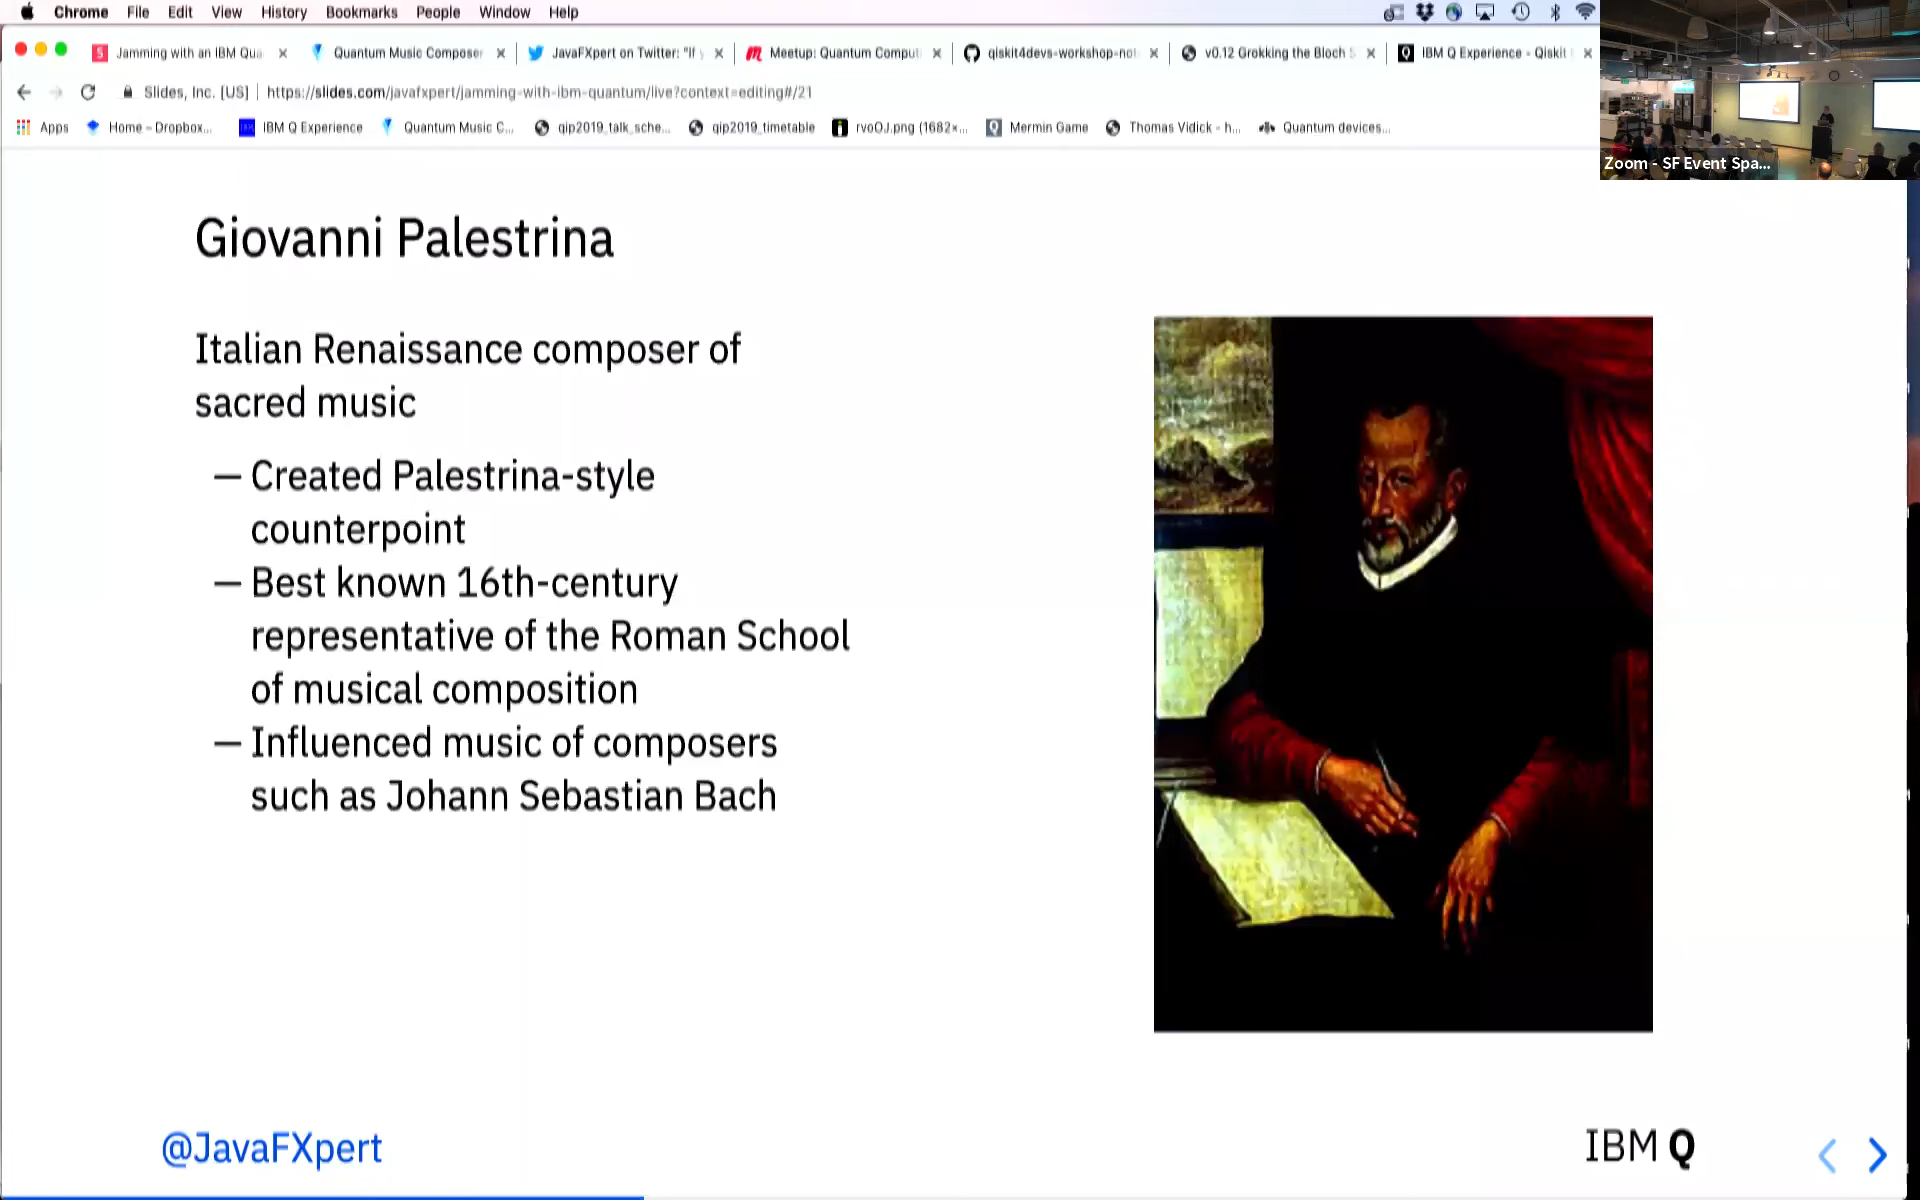 Chrome File Edit View History Bookmarks People Window Help
Jamming with an IBM Qua
Quantum Music Composer
JavaFXpert on Twitter: "If y
Meetup: Quantum Computi
qiskit4devs-workshop-not
v0.12 Grokking the Bloch S
IBM Q Experience - Qiskit
Slides, Inc. [US] | https://slides.com/javafxpert/jamming-with-ibm-quantum/live?context=editing#/21
Apps Home – Dropbox... IBM Q Experience Quantum Music C... qip2019_talk_sche... qip2019_timetable rvoOJ.png (1682×... Mermin Game Thomas Vidick - h... Quantum devices...
Zoom - SF Event Spa...
Giovanni Palestrina
Italian Renaissance composer of
sacred music
— Created Palestrina-style
counterpoint
— Best known 16th-century
representative of the Roman School
of musical composition
— Influenced music of composers
such as Johann Sebastian Bach
@JavaFXpert
IBM Q